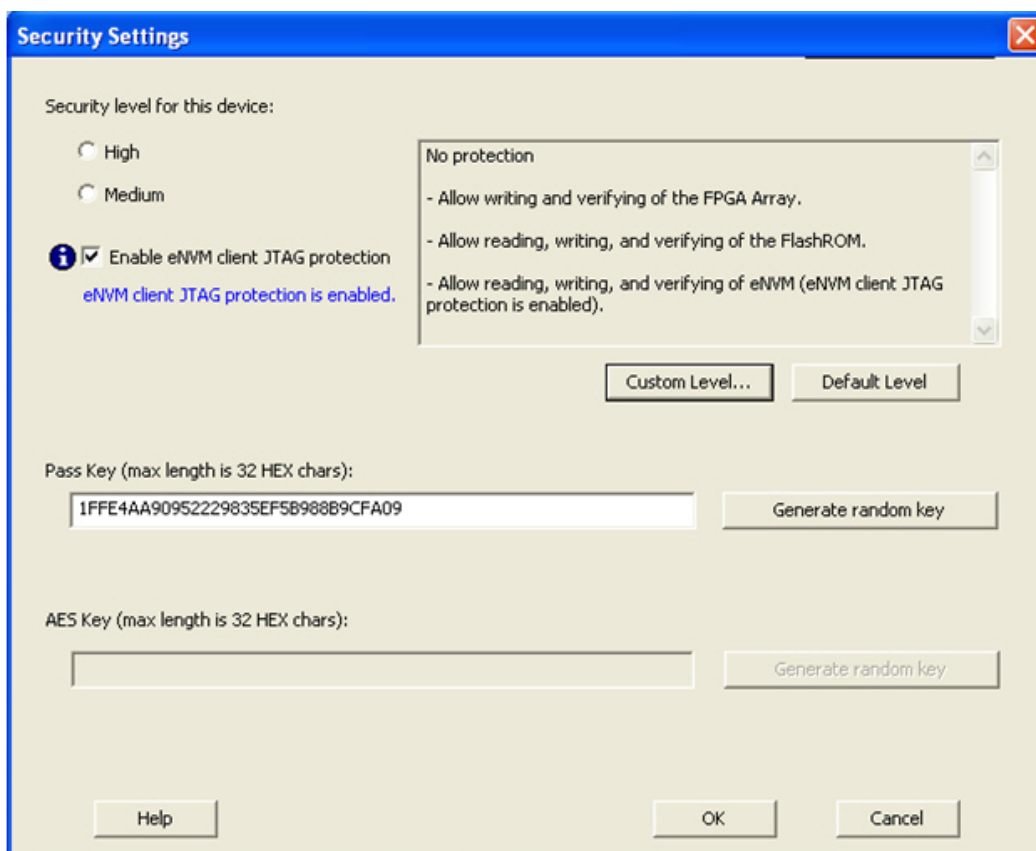 Security Settings
Security level for this device:
High
Medium
Enable eNVM client JTAG protection
eNVM client JTAG protection is enabled.
No protection
- Allow writing and verifying of the FPGA Array.
- Allow reading, writing, and verifying of the FlashROM.
- Allow reading, writing, and verifying of eNVM (eNVM client JTAG
protection is enabled).
Custom Level...
Default Level
Pass Key (max length is 32 HEX chars):
1FFE4AA90952229835EF5B988B9CFA09
Generate random key
AES Key (max length is 32 HEX chars):
Generate random key
Help
OK
Cancel